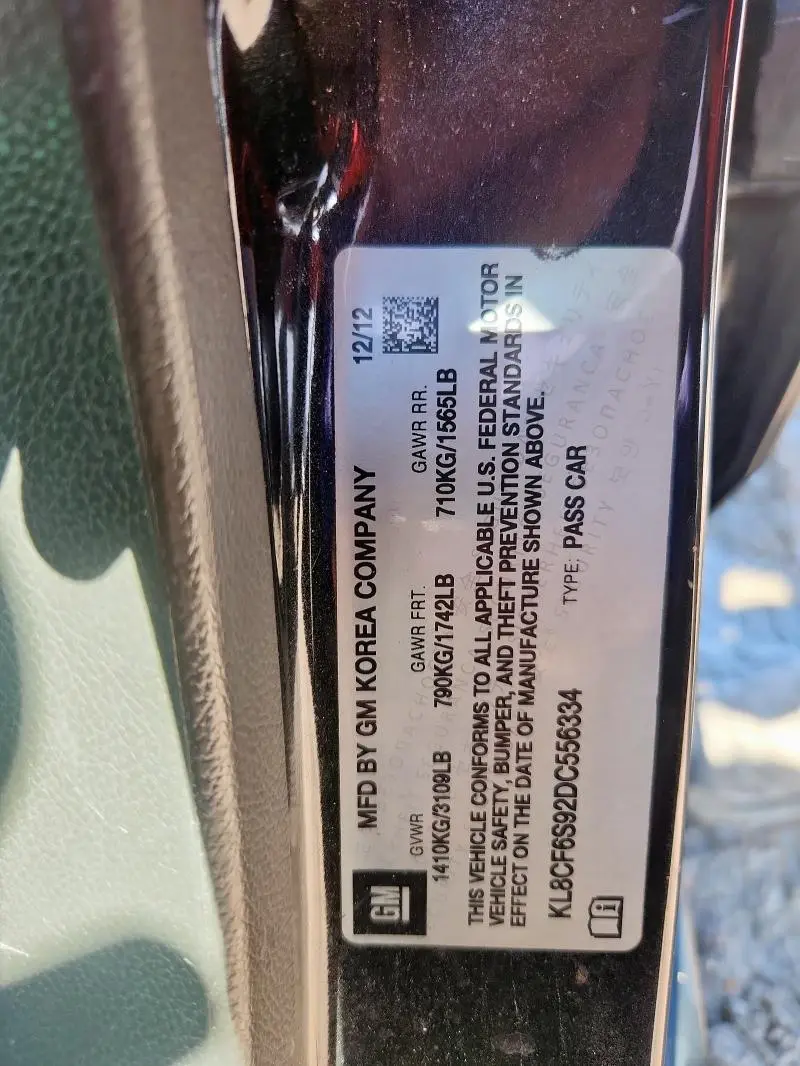 GM
MFD BY GM KOREA COMPANY 12/12
GVWR GAWR FRT. GAWR RR.
1410KG/3109LB 790KG/1742LB 710KG/1565LB
THIS VEHICLE CONFORMS TO ALL APPLICABLE U.S. FEDERAL MOTOR
VEHICLE SAFETY, BUMPER, AND THEFT PREVENTION STANDARDS IN
EFFECT ON THE DATE OF MANUFACTURE SHOWN ABOVE.
KL8CF6S92DC556334 TYPE: PASS CAR